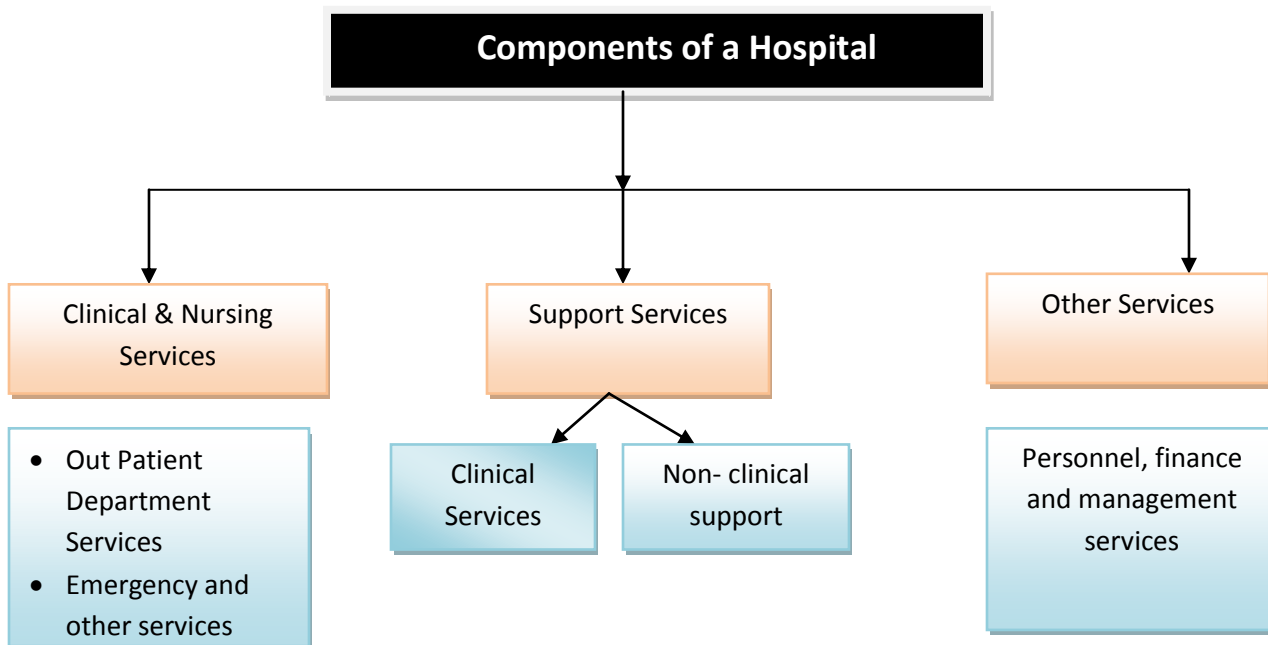 Components of a Hospital
Clinical & Nursing
Services
Support Services
Other Services
• Out Patient
Department
Services
• Emergency and
other services
Clinical
Services
Non- clinical
support
Personnel, finance
and management
services